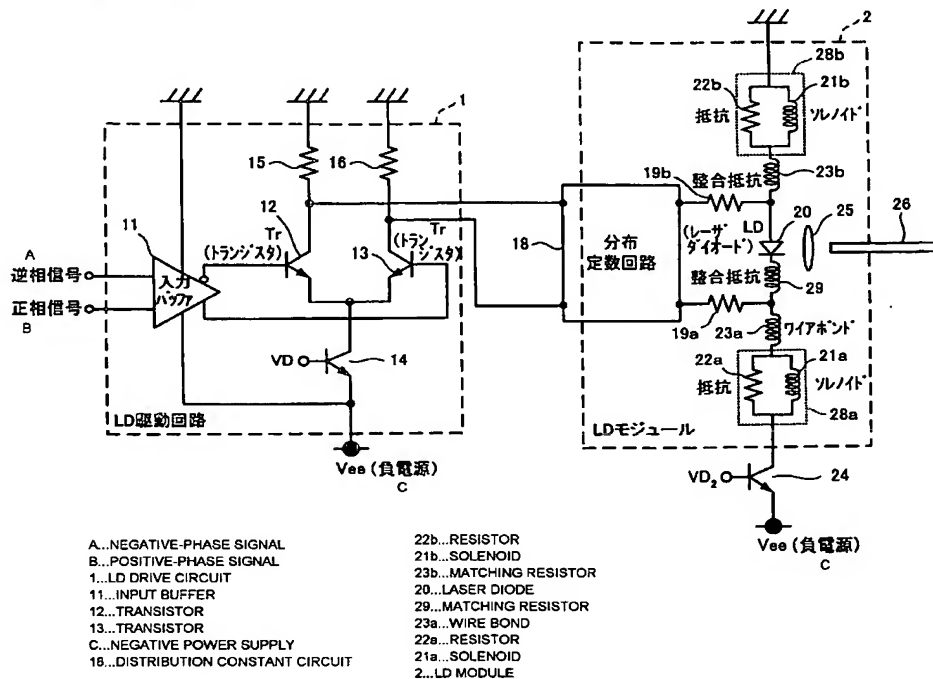 2
28b
22b
21b
抵抗
ソレノイド
1
15
16
19b
整合抵抗
23b
12
Tr
(トランジスタ)
Tr
(トランジスタ)
13
11
A
逆相信号
正相信号
B
入力
バッファ
18
分布
定数回路
(レーザ
ダイオード)
LD
20
25
26
整合抵抗
29
19a
23a
ワイアボンド
VD
14
22a
21a
抵抗
ソレノイド
28a
LD駆動回路
LDモジュール
Vee (負電源)
C
VD2
24
Vee (負電源)
C
A...NEGATIVE-PHASE SIGNAL
B...POSITIVE-PHASE SIGNAL
1...LD DRIVE CIRCUIT
11...INPUT BUFFER
12...TRANSISTOR
13...TRANSISTOR
C...NEGATIVE POWER SUPPLY
18...DISTRIBUTION CONSTANT CIRCUIT
22b...RESISTOR
21b...SOLENOID
23b...MATCHING RESISTOR
20...LASER DIODE
29...MATCHING RESISTOR
23a...WIRE BOND
22a...RESISTOR
21a...SOLENOID
2...LD MODULE